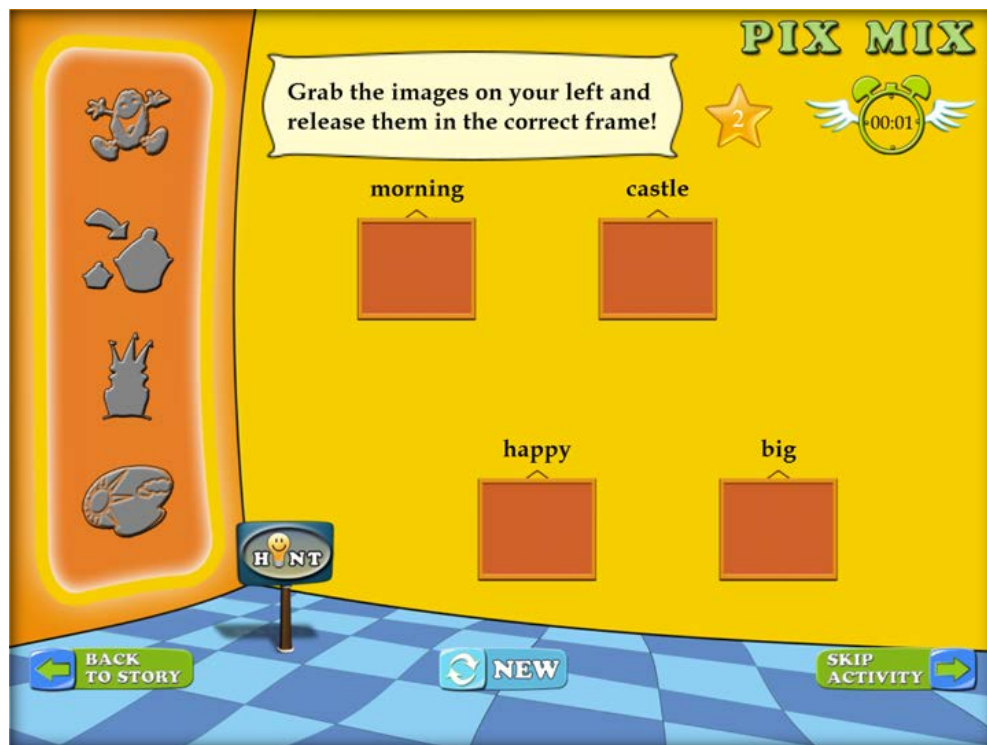 PIX MIX
Grab the images on your left and
release them in the correct frame!
2
00:01
morning
castle
happy
big
HINT
BACK
TO STORY
NEW
SKIP
ACTIVITY